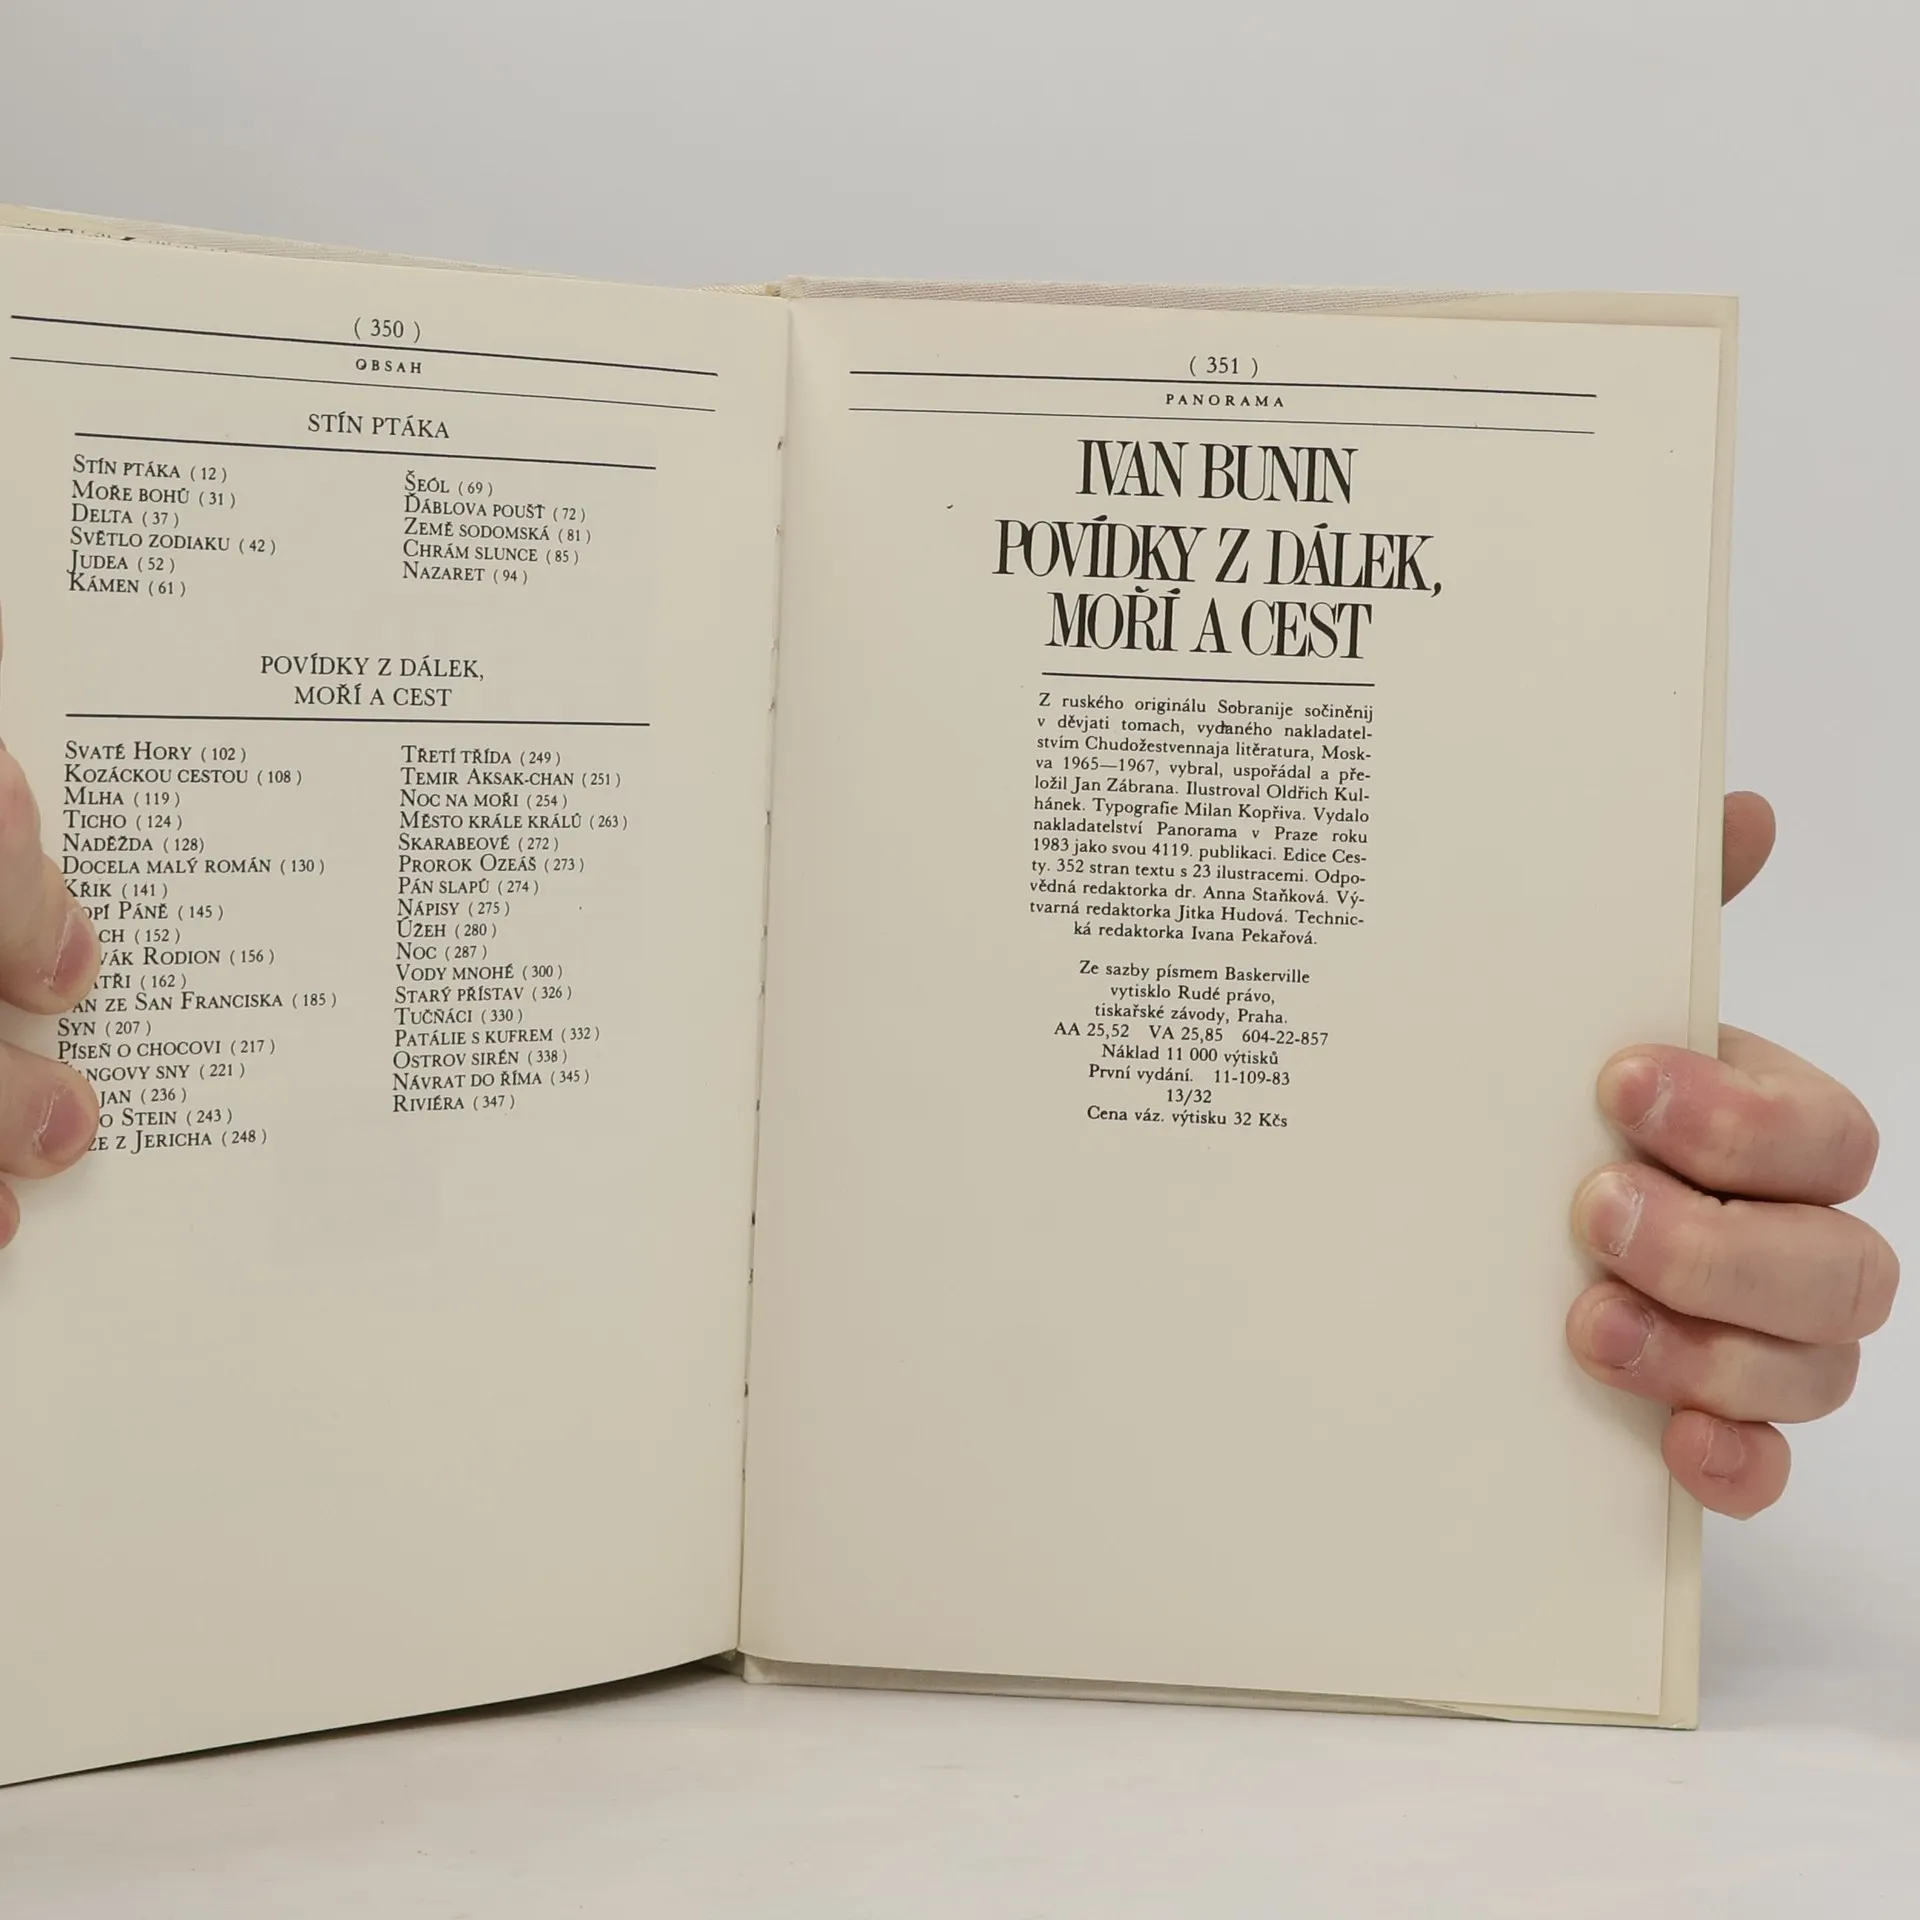 ( 350 )
OBSAH
STÍN PTÁKA
STÍN PTÁKA ( 12 )
MOŘE BOHŮ ( 31 )
DELTA ( 37 )
SVĚTLO ZODIAKU ( 42 )
JUDEA ( 52 )
KÁMEN ( 61 )
ŠEÓL ( 69 )
ĎÁBLOVA POUŠŤ ( 72 )
ZEMĚ SODOMSKÁ ( 81 )
CHRÁM SLUNCE ( 85 )
NAZARET ( 94 )
POVÍDKY Z DÁLEK,
MOŘÍ A CEST
SVATÉ HORY ( 102 )
KOZÁCKOU CESTOU ( 108 )
MLHA ( 119 )
TICHO ( 124 )
NADĚŽDA ( 128)
DOCELA MALÝ ROMÁN ( 130 )
KŘIK ( 141 )
PÁNĚ ( 145 )
( 152 )
RODION ( 156 )
( 162 )
ZE SAN FRANCISKA ( 185 )
SYN ( 207 )
PÍSEŇ O CHOCOVI ( 217 )
SNY ( 221 )
( 236 )
STEIN ( 243 )
Z JERICHA ( 248 )
TŘETÍ TŘÍDA ( 249 )
TEMIR AKSAK-CHAN ( 251 )
NOC NA MOŘI ( 254 )
MĚSTO KRÁLE KRÁLŮ ( 263 )
SKARABEOVÉ ( 272 )
PROROK OZEÁŠ ( 273 )
PÁN SLAPŮ ( 274 )
NÁPISY ( 275 )
ÚŽEH ( 280 )
NOC ( 287 )
VODY MNOHÉ ( 300 )
STARÝ PŘÍSTAV ( 326 )
TUČŇÁCI ( 330 )
PATÁLIE S KUFREM ( 332 )
OSTROV SIRÉN ( 338 )
NÁVRAT DO ŘÍMA ( 345 )
RIVIÉRA ( 347 )
( 351 )
PANORAMA
IVAN BUNIN
POVÍDKY Z DÁLEK,
MOŘÍ A CEST
Z ruského originálu Sobranije sočiněnij
v děvjati tomach, vydaného nakladatel-
stvím Chudožestvennaja litěratura, Mosk-
va 1965—1967, vybral, uspořádal a pře-
ložil Jan Zábrana. Ilustroval Oldřich Kul-
hánek. Typografie Milan Kopřiva. Vydalo
nakladatelství Panorama v Praze roku
1983 jako svou 4119. publikaci. Edice Ces-
ty. 352 stran textu s 23 ilustracemi. Odpo-
vědná redaktorka dr. Anna Staňková. Vý-
tvarná redaktorka Jitka Hudová. Technic-
ká redaktorka Ivana Pekařová.
Ze sazby písmem Baskerville
vytisklo Rudé právo,
tiskařské závody, Praha.
AA 25,52 VA 25,85 604-22-857
Náklad 11 000 výtisků
První vydání. 11-109-83
13/32
Cena váz. výtisku 32 Kčs